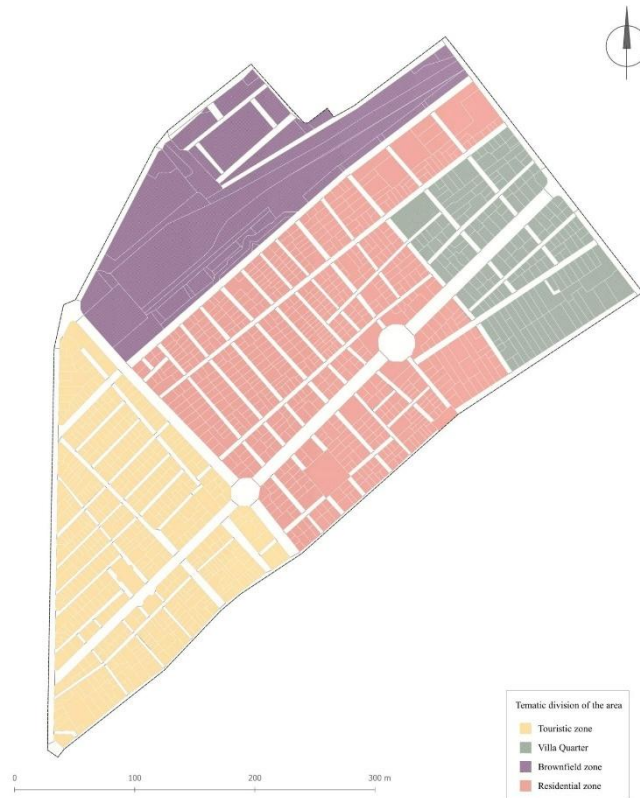 Tematic division of the area
Touristic zone
Villa Quarter
Brownfield zone
Residential zone
0 100 200 300 m